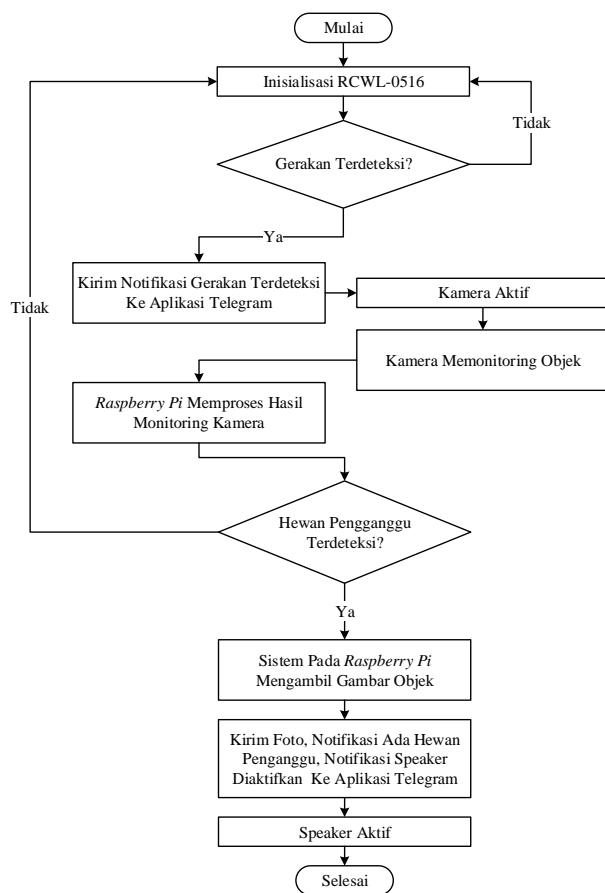 Mulai
Inisialisasi RCWL-0516
Tidak
Gerakan Terdeteksi?
Ya
Kirim Notifikasi Gerakan Terdeteksi
Ke Aplikasi Telegram
Tidak
Kamera Aktif
Kamera Memonitoring Objek
Raspberry Pi Memproses Hasil
Monitoring Kamera
Hewan Pengganggu
Terdeteksi?
Ya
Sistem Pada Raspberry Pi
Mengambil Gambar Objek
Kirim Foto, Notifikasi Ada Hewan
Penganggu, Notifikasi Speaker
Diaktifkan Ke Aplikasi Telegram
Speaker Aktif
Selesai